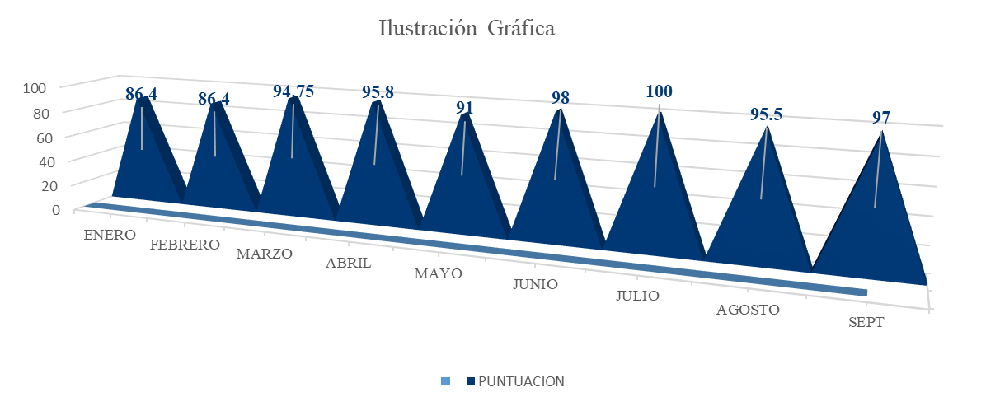 Ilustración Gráfica
100
80
60
40
20
0
86.4
86.4
94.75
95.8
91
98
100
95.5
97
ENERO
FEBRERO
MARZO
ABRIL
MAYO
JUNIO
JULIO
AGOSTO
SEPT
PUNTUACION